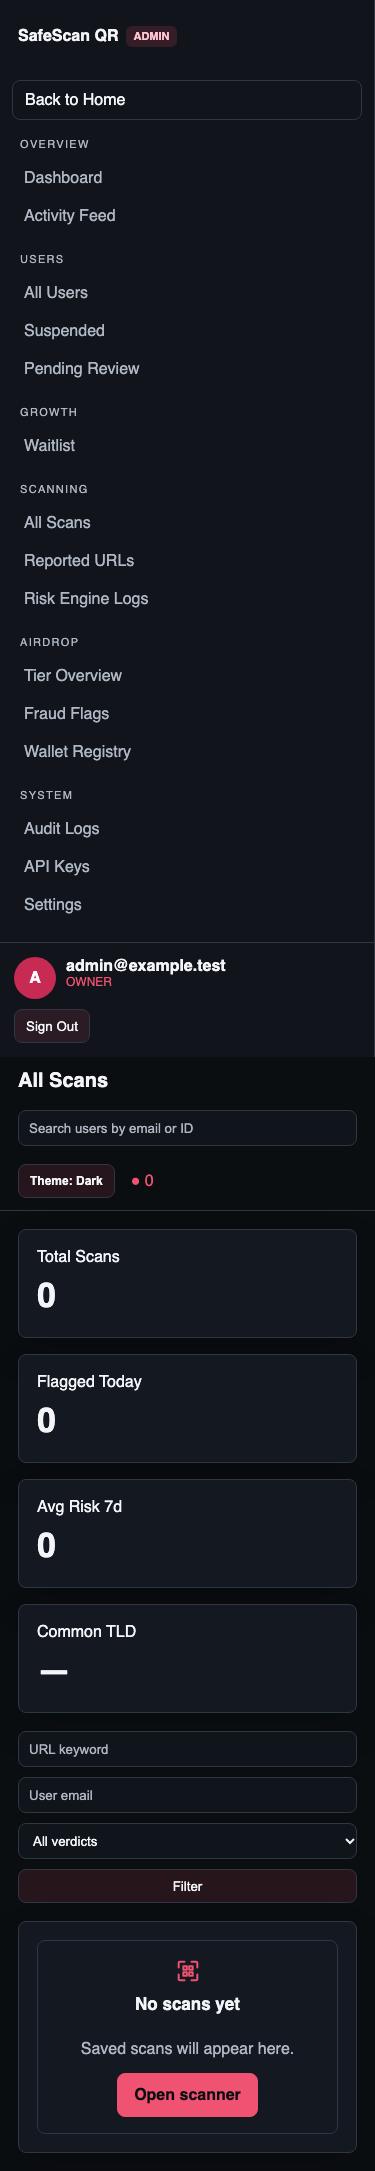 SafeScan QR ADMIN
Back to Home
OVERVIEW
Dashboard
Activity Feed
USERS
All Users
Suspended
Pending Review
GROWTH
Waitlist
SCANNING
All Scans
Reported URLs
Risk Engine Logs
AIRDROP
Tier Overview
Fraud Flags
Wallet Registry
SYSTEM
Audit Logs
API Keys
Settings
A
admin@example.test
OWNER
Sign Out
All Scans
Search users by email or ID
Theme: Dark
0
Total Scans
0
Flagged Today
0
Avg Risk 7d
0
Common TLD
—
URL keyword
User email
All verdicts
Filter
No scans yet
Saved scans will appear here.
Open scanner